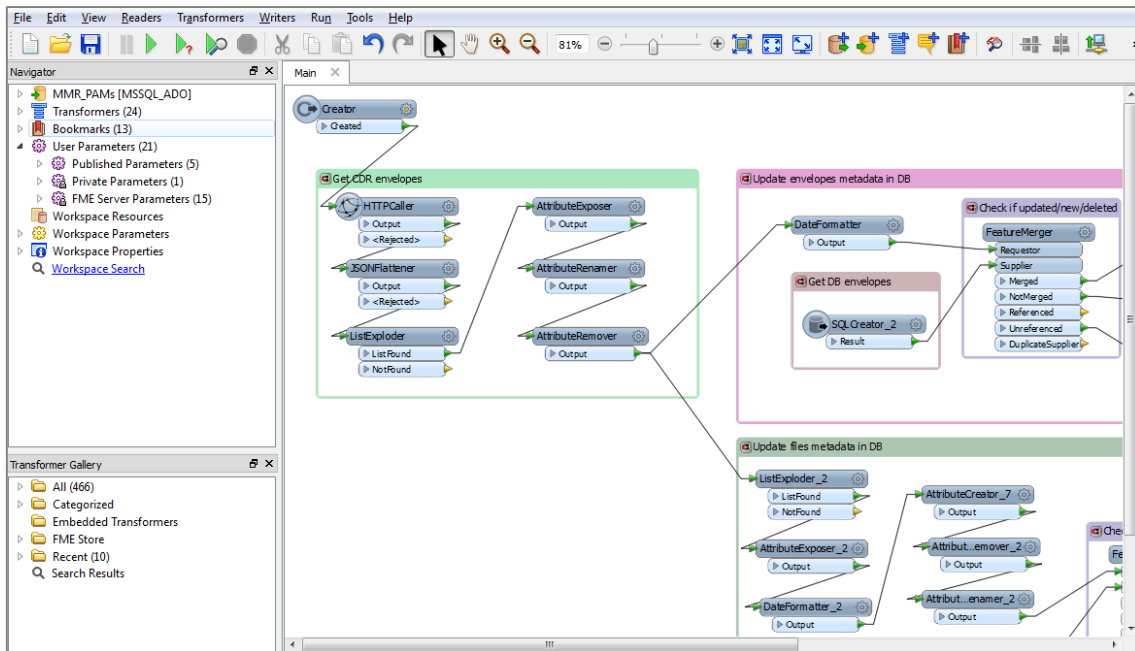 File Edit View Readers Transformers Writers Run Tools Help
81%
Navigator
MMR_PAMs [MSSQL_ADO]
Transformers (24)
Bookmarks (13)
User Parameters (21)
Published Parameters (5)
Private Parameters (1)
FME Server Parameters (15)
Workspace Resources
Workspace Parameters
Workspace Properties
Workspace Search
Transformer Gallery
All (466)
Categorized
Embedded Transformers
FME Store
Recent (10)
Search Results
Main
Creator
Created
Get CDR envelopes
HTTPCaller
Output
<Rejected>
JSONFlattener
Output
<Rejected>
ListExploder
ListFound
NotFound
AttributeExposer
Output
AttributeRenamer
Output
AttributeRemover
Output
Update envelopes metadata in DB
DateFormatter
Output
Get DB envelopes
SQLCreator_2
Result
Check if updated/new/deleted
FeatureMerger
Requestor
Supplier
Merged
NotMerged
Referenced
Unreferenced
DuplicateSupplier
Update files metadata in DB
ListExploder_2
ListFound
NotFound
AttributeExposer_2
Output
DateFormatter_2
Output
AttributeCreator_7
Output
Attribut...emover_2
Output
Attribut...enamer_2
Output
Chec
Fe